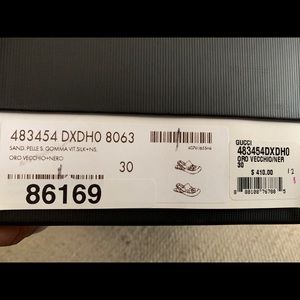 483454 DXDH0 8063
SAND. PELLE S. GOMMA VIT.SILK+NS.
ORO VECCHIO+NERO
30
86169
GUCCI
483454DXDH0
ORO VECCHIO/NER
30
$ 410.00
12